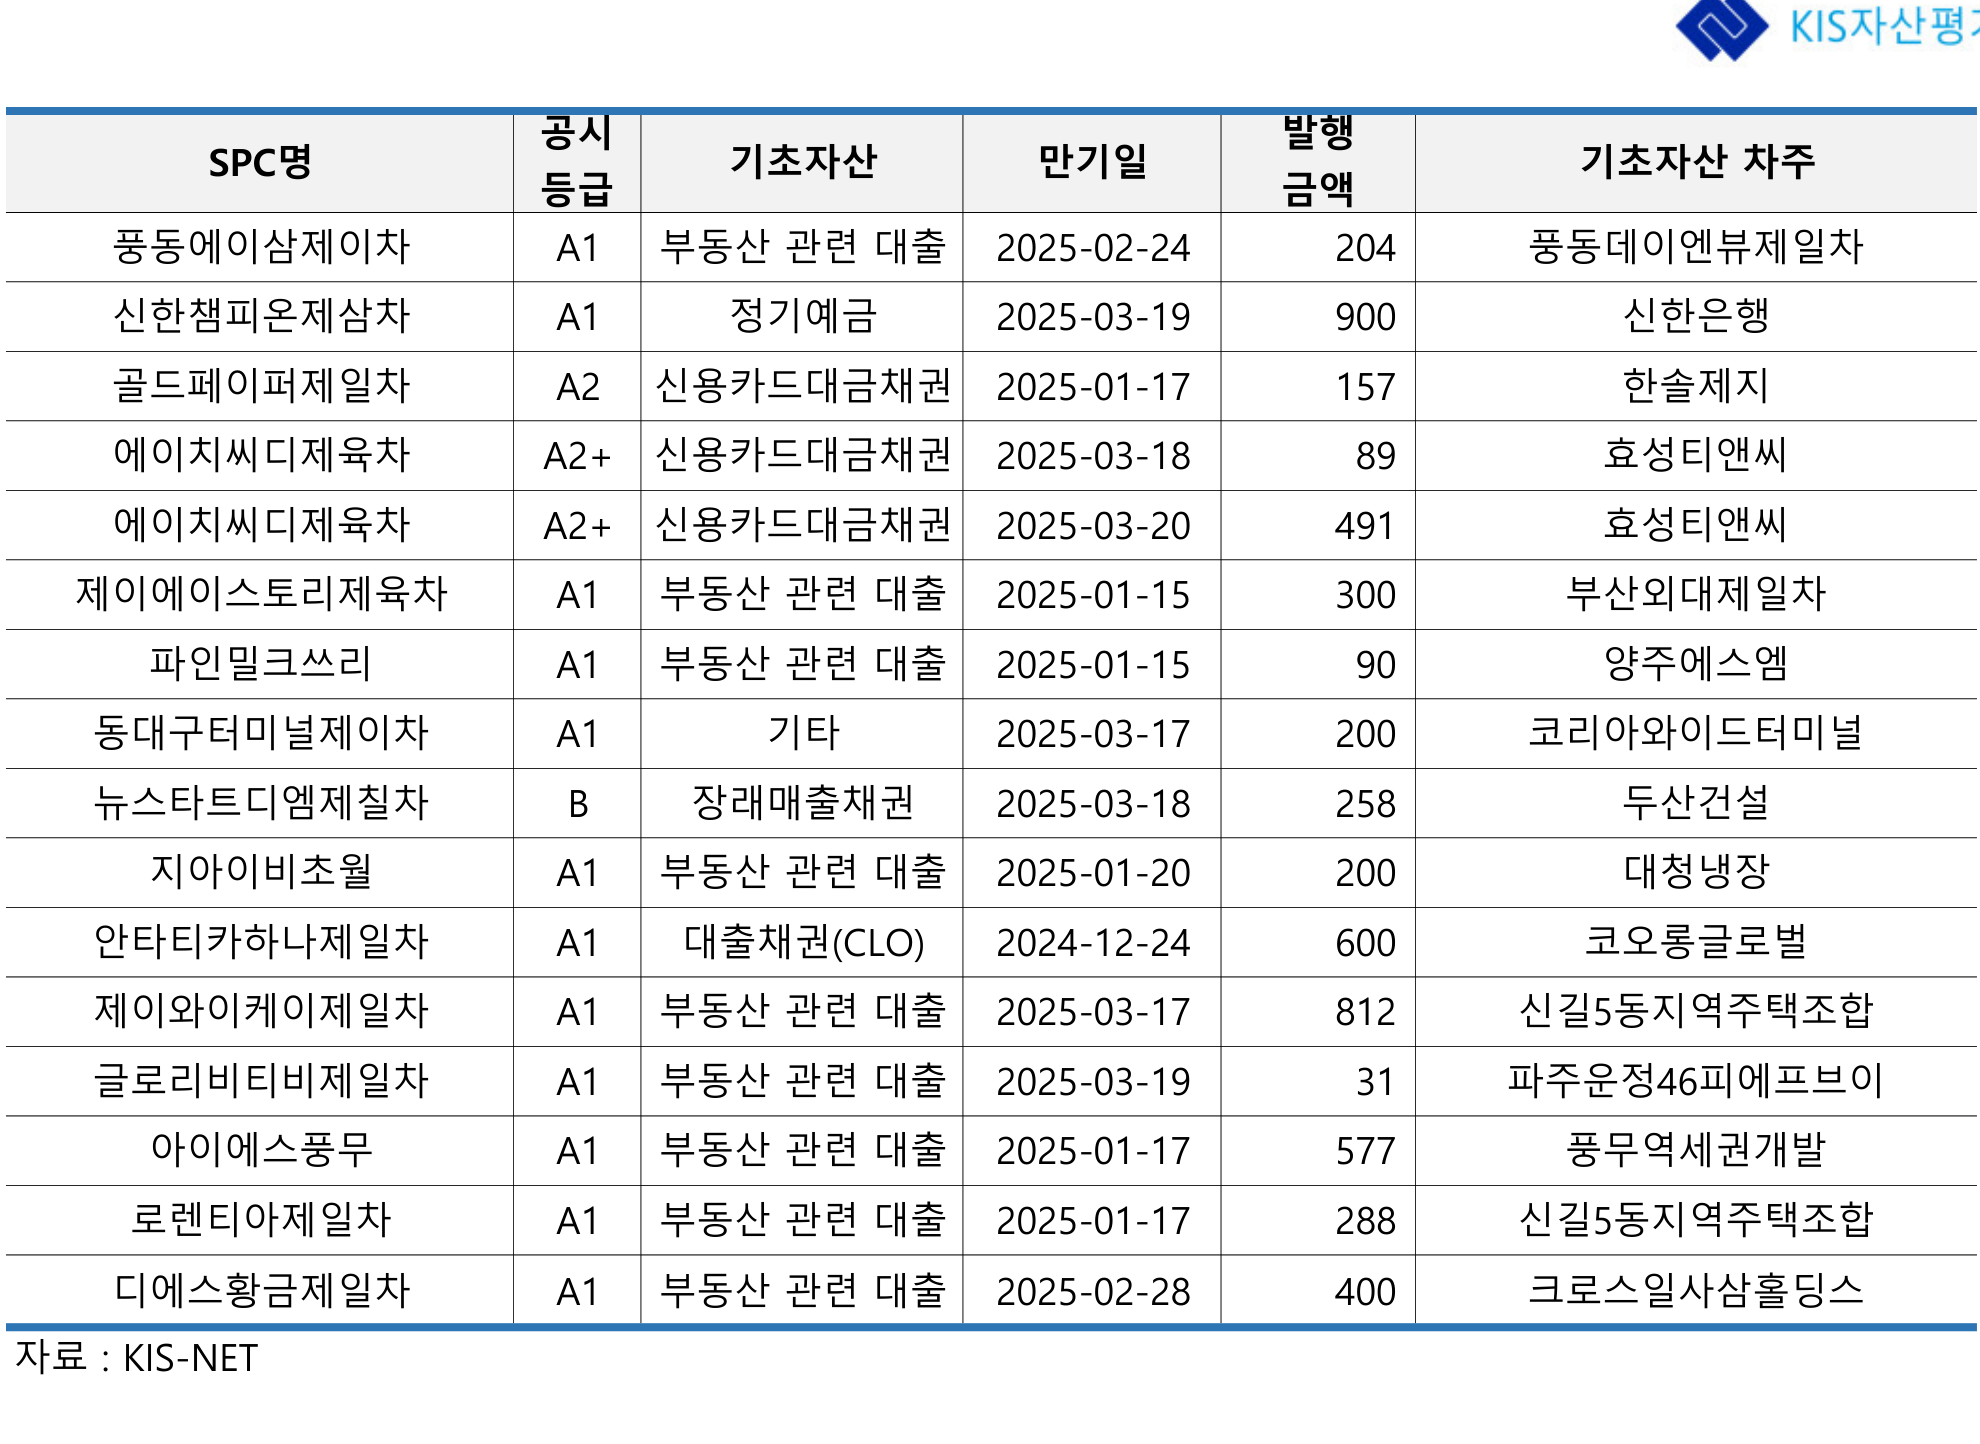 KIS자산평가
SPC명 공시등급 기초자산 만기일 발행금액 기초자산 차주
풍동에이삼제이차 A1 부동산 관련 대출 2025-02-24 204 풍동데이엔뷰제일차
신한챔피온제삼차 A1 정기예금 2025-03-19 900 신한은행
골드페이퍼제일차 A2 신용카드대금채권 2025-01-17 157 한솔제지
에이치씨디제육차 A2+ 신용카드대금채권 2025-03-18 89 효성티앤씨
에이치씨디제육차 A2+ 신용카드대금채권 2025-03-20 491 효성티앤씨
제이에이스토리제육차 A1 부동산 관련 대출 2025-01-15 300 부산외대제일차
파인밀크쓰리 A1 부동산 관련 대출 2025-01-15 90 양주에스엠
동대구터미널제이차 A1 기타 2025-03-17 200 코리아와이드터미널
뉴스타트디엠제칠차 B 장래매출채권 2025-03-18 258 두산건설
지아이비초월 A1 부동산 관련 대출 2025-01-20 200 대청냉장
안타티카하나제일차 A1 대출채권(CLO) 2024-12-24 600 코오롱글로벌
제이와이케이제일차 A1 부동산 관련 대출 2025-03-17 812 신길5동지역주택조합
글로리비티비제일차 A1 부동산 관련 대출 2025-03-19 31 파주운정46피에프브이
아이에스풍무 A1 부동산 관련 대출 2025-01-17 577 풍무역세권개발
로렌티아제일차 A1 부동산 관련 대출 2025-01-17 288 신길5동지역주택조합
디에스황금제일차 A1 부동산 관련 대출 2025-02-28 400 크로스일사삼홀딩스
자료 : KIS-NET